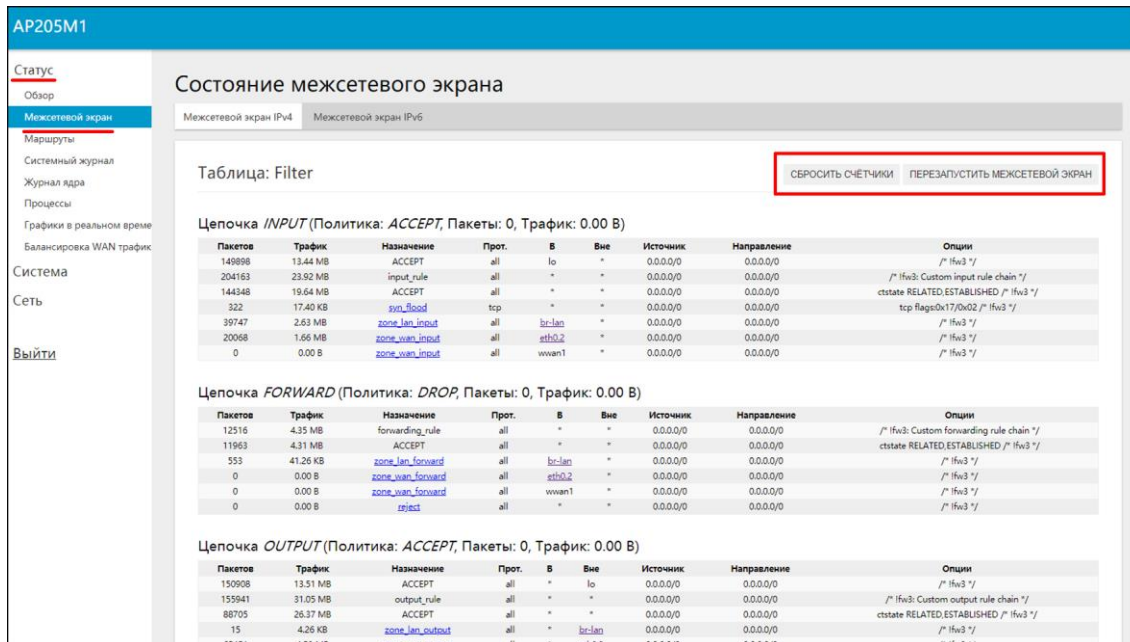 AP205M1
Статус
Обзор
Межсетевой экран
Маршруты
Системный журнал
Журнал ядра
Процессы
Графики в реальном време
Балансировка WAN трафик
Система
Сеть
Выйти
Состояние межсетевого экрана
Межсетевой экран IPv4 Межсетевой экран IPv6
Таблица: Filter СБРОСИТЬ СЧЁТЧИКИ ПЕРЕЗАПУСТИТЬ МЕЖСЕТЕВОЙ ЭКРАН
Цепочка INPUT (Политика: ACCEPT, Пакеты: 0, Трафик: 0.00 B)
Пакетов Трафик Назначение Прот. В Вне Источник Направление Опции
149898 13.44 MB ACCEPT all lo * 0.0.0.0/0 0.0.0.0/0 /* !fw3 */
204163 23.92 MB input_rule all * * 0.0.0.0/0 0.0.0.0/0 /* !fw3: Custom input rule chain */
144348 19.64 MB ACCEPT all * * 0.0.0.0/0 0.0.0.0/0 ctstate RELATED,ESTABLISHED /* !fw3 */
322 17.40 KB syn_flood tcp * * 0.0.0.0/0 0.0.0.0/0 tcp flags:0x17/0x02 /* !fw3 */
39747 2.63 MB zone_lan_input all br-lan * 0.0.0.0/0 0.0.0.0/0 /* !fw3 */
20068 1.66 MB zone_wan_input all eth0.2 * 0.0.0.0/0 0.0.0.0/0 /* !fw3 */
0 0.00 B zone_wan_input all wwan1 * 0.0.0.0/0 0.0.0.0/0 /* !fw3 */
Цепочка FORWARD (Политика: DROP, Пакеты: 0, Трафик: 0.00 B)
Пакетов Трафик Назначение Прот. В Вне Источник Направление Опции
12516 4.35 MB forwarding_rule all * * 0.0.0.0/0 0.0.0.0/0 /* !fw3: Custom forwarding rule chain */
11963 4.31 MB ACCEPT all * * 0.0.0.0/0 0.0.0.0/0 ctstate RELATED,ESTABLISHED /* !fw3 */
553 41.26 KB zone_lan_forward all br-lan * 0.0.0.0/0 0.0.0.0/0 /* !fw3 */
0 0.00 B zone_wan_forward all eth0.2 * 0.0.0.0/0 0.0.0.0/0 /* !fw3 */
0 0.00 B zone_wan_forward all wwan1 * 0.0.0.0/0 0.0.0.0/0 /* !fw3 */
0 0.00 B reject all * * 0.0.0.0/0 0.0.0.0/0 /* !fw3 */
Цепочка OUTPUT (Политика: ACCEPT, Пакеты: 0, Трафик: 0.00 B)
Пакетов Трафик Назначение Прот. В Вне Источник Направление Опции
150908 13.51 MB ACCEPT all * lo 0.0.0.0/0 0.0.0.0/0 /* !fw3 */
155941 31.05 MB output_rule all * * 0.0.0.0/0 0.0.0.0/0 /* !fw3: Custom output rule chain */
88705 26.37 MB ACCEPT all * * 0.0.0.0/0 0.0.0.0/0 ctstate RELATED,ESTABLISHED /* !fw3 */
15 4.26 KB zone_lan_output all * br-lan 0.0.0.0/0 0.0.0.0/0 /* !fw3 */